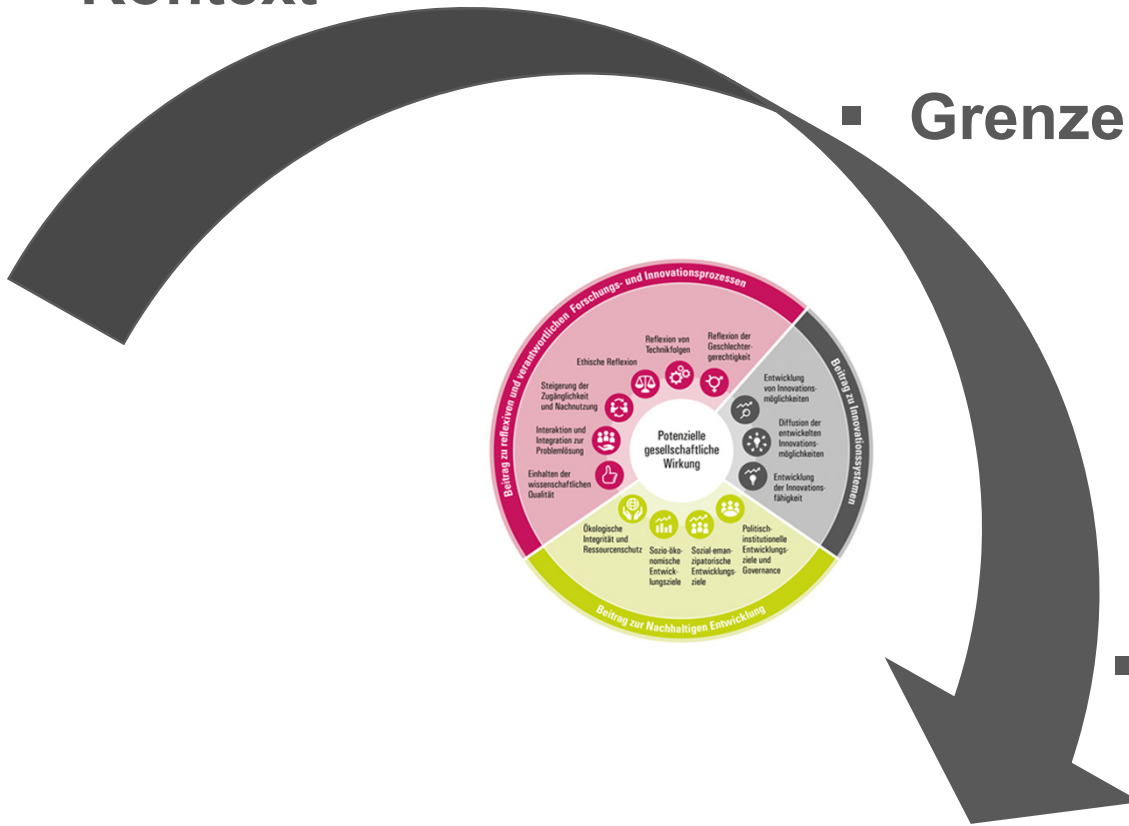 Kontext
▪ Grenze
Beitrag zu reflexiven und verantwortlichen Forschungs- und Innovationsprozessen
Reflexion von
Technikfolgen
Reflexion der
Geschlechter-
gerechtigkeit
Ethische Reflexion
Steigerung der
Zugänglichkeit
und Nachnutzung
Interaktion und
Integration zur
Problemlösung
Einhalten der
wissenschaftlichen
Qualität
Potenzielle
gesellschaftliche
Wirkung
Beitrag zu Innovationssystemen
Entwicklung
von Innovations-
möglichkeiten
Diffusion der
entwickelten
Innovations-
möglichkeiten
Entwicklung
der Innovations-
fähigkeit
Ökologische
Integrität und
Ressourcenschutz
Sozio-öko-
nomische
Entwick-
lungsziele
Sozial-eman-
zipatorische
Entwicklungs-
ziele
Politisch-
institutionelle
Entwicklungs-
ziele und
Governance
Beitrag zur Nachhaltigen Entwicklung
▪